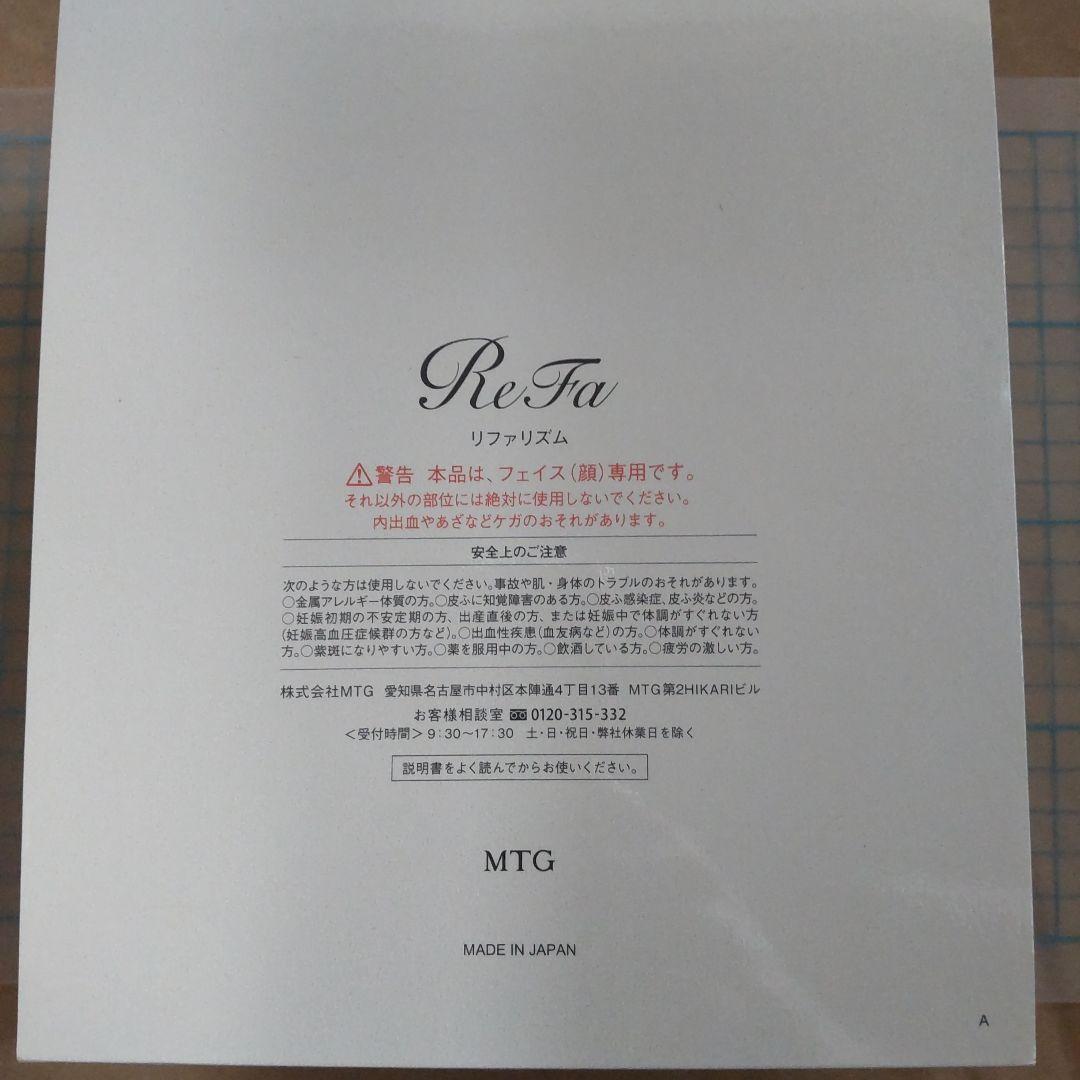 ReFa
リファリズム
⚠警告 本品は、フェイス(顔)専用です。
それ以外の部位には絶対に使用しないでください。
内出血やあざなどケガのおそれがあります。
安全上のご注意
次のような方は使用しないでください。事故や肌・身体のトラブルのおそれがあります。
○金属アレルギー体質の方。○皮ふに知覚障害のある方。○皮ふ感染症、皮ふ炎などの方。
○妊娠初期の不安定期の方、出産直後の方、または妊娠中で体調がすぐれない方
(妊娠高血圧症候群の方など)。○出血性疾患(血友病など)の方。○体調がすぐれない
方。○紫斑になりやすい方。○薬を服用中の方。○飲酒している方。○疲労の激しい方。
株式会社MTG 愛知県名古屋市中村区本陣通4丁目13番 MTG第2HIKARIビル
お客様相談室 0120-315-332
<受付時間> 9:30〜17:30 土・日・祝日・弊社休業日を除く
説明書をよく読んでからお使いください。
MTG
MADE IN JAPAN
A